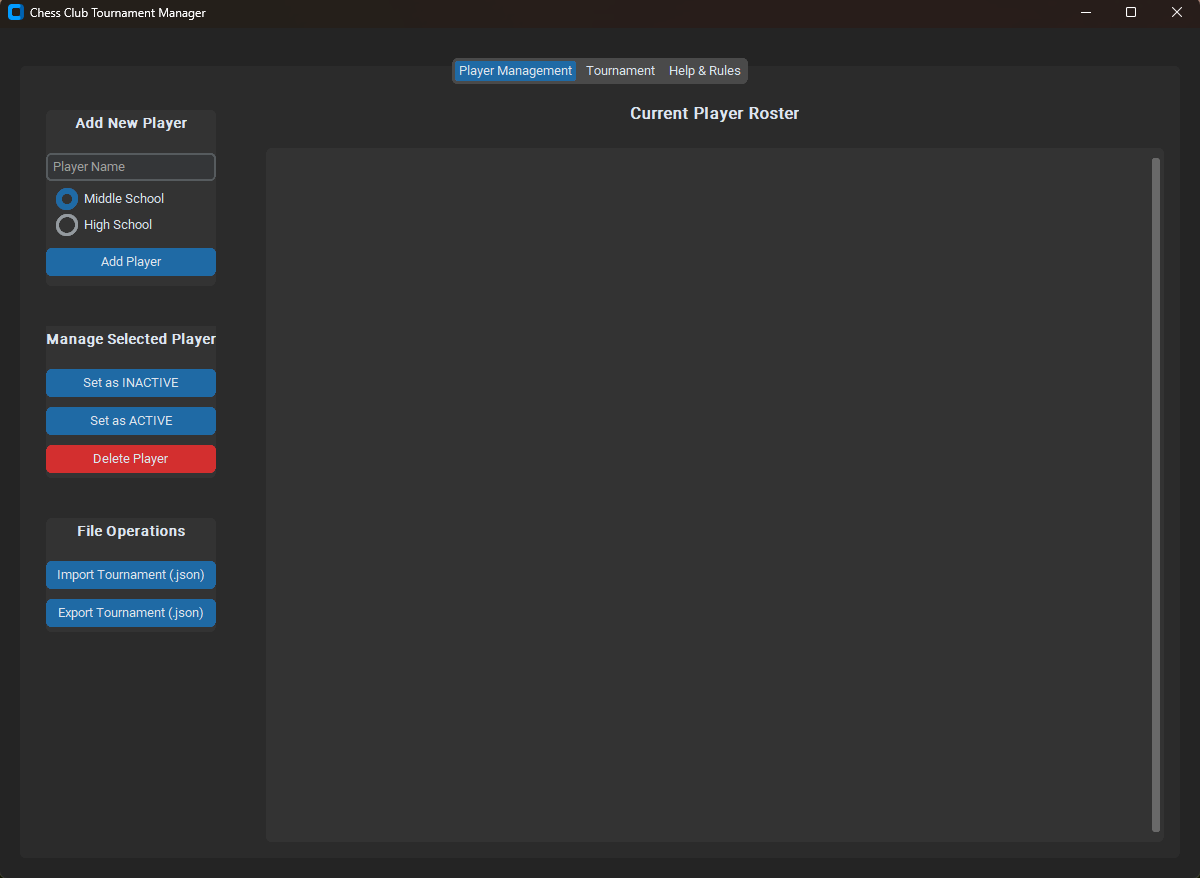 Chess Club Tournament Manager
Player Management Tournament Help & Rules
Add New Player
Player Name
Middle School
High School
Add Player
Manage Selected Player
Set as INACTIVE
Set as ACTIVE
Delete Player
File Operations
Import Tournament (.json)
Export Tournament (.json)
Current Player Roster